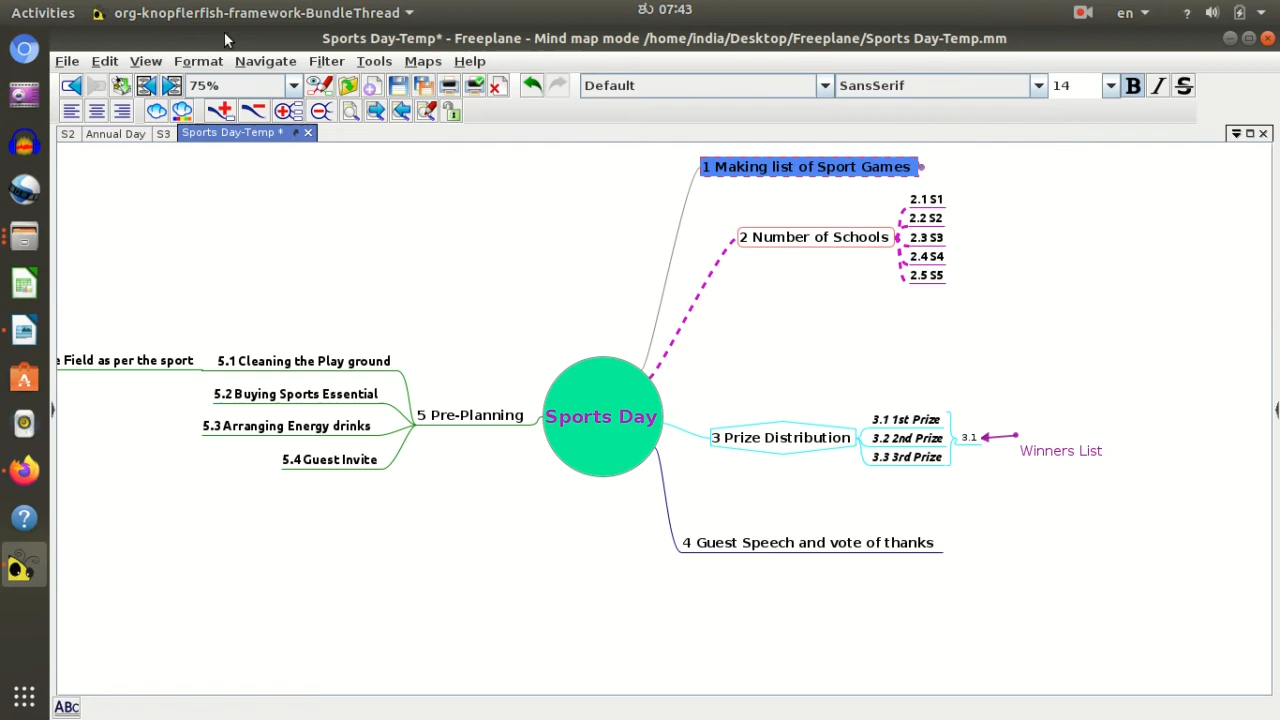 Activities
org-knopflerfish-framework-BundleThread
ಶ 07:43
en
Sports Day-Temp* - Freeplane - Mind map mode /home/india/Desktop/Freeplane/Sports Day-Temp.mm
File Edit View Format Navigate Filter Tools Maps Help
75%
Default
SansSerif
14
B I S
S2
Annual Day
S3
Sports Day-Temp *
1 Making list of Sport Games
2 Number of Schools
2.1 S1
2.2 S2
2.3 S3
2.4 S4
2.5 S5
e Field as per the sport
5.1 Cleaning the Play ground
5.2 Buying Sports Essential
5.3 Arranging Energy drinks
5.4 Guest Invite
5 Pre-Planning
Sports Day
3 Prize Distribution
3.1 1st Prize
3.2 2nd Prize
3.3 3rd Prize
3.1
Winners List
4 Guest Speech and vote of thanks
ABC